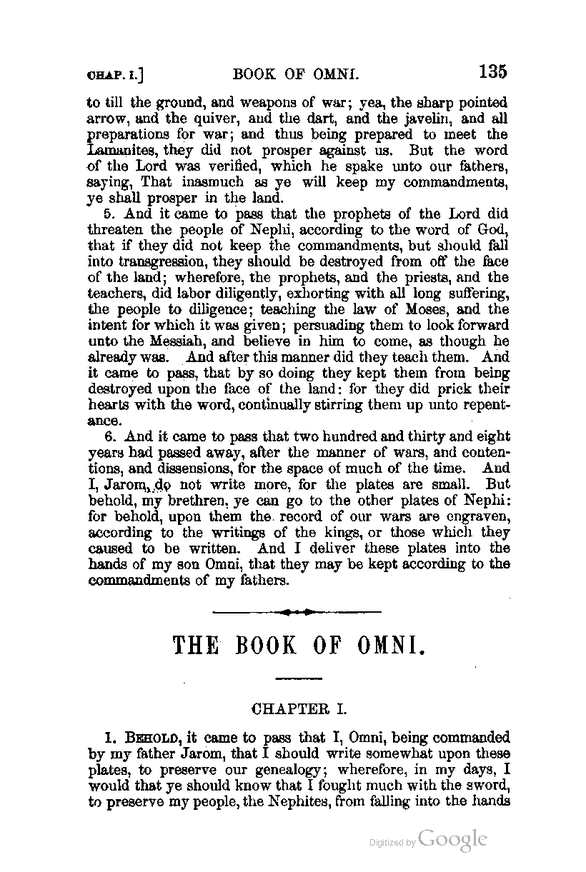 CHAP. I.] BOOK OF OMNI. 135
to till the ground, and weapons of war; yea, the sharp pointed
arrow, and the quiver, and the dart, and the javelin, and all
preparations for war; and thus being prepared to meet the
Lamanites, they did not prosper against us. But the word
of the Lord was verified, which he spake unto our fathers,
saying, That inasmuch as ye will keep my commandments,
ye shall prosper in the land.
5. And it came to pass that the prophets of the Lord did
threaten the people of Nephi, according to the word of God,
that if they did not keep the commandments, but should fall
into transgression, they should be destroyed from off the face
of the land; wherefore, the prophets, and the priests, and the
teachers, did labor diligently, exhorting with all long suffering,
the people to diligence; teaching the law of Moses, and the
intent for which it was given; persuading them to look forward
unto the Messiah, and believe in him to come, as though he
already was. And after this manner did they teach them. And
it came to pass, that by so doing they kept them from being
destroyed upon the face of the land: for they did prick their
hearts with the word, continually stirring them up unto repent-
ance.
6. And it came to pass that two hundred and thirty and eight
years had passed away, after the manner of wars, and conten-
tions, and dissensions, for the space of much of the time. And
I, Jarom, do not write more, for the plates are small. But
behold, my brethren, ye can go to the other plates of Nephi:
for behold, upon them the record of our wars are engraven,
according to the writings of the kings, or those which they
caused to be written. And I deliver these plates into the
hands of my son Omni, that they may be kept according to the
commandments of my fathers.
THE BOOK OF OMNI.
CHAPTER I.
1. BEHOLD, it came to pass that I, Omni, being commanded
by my father Jarom, that I should write somewhat upon these
plates, to preserve our genealogy; wherefore, in my days, I
would that ye should know that I fought much with the sword,
to preserve my people, the Nephites, from falling into the hands
Digitized by Google